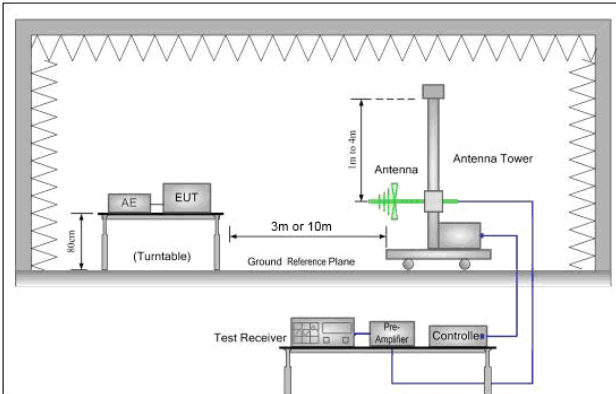 1m to 4m
Antenna
Antenna Tower
AE
EUT
80cm
(Turntable)
3m or 10m
Ground Reference Plane
Test Receiver
Pre-
Amplifier
Controller